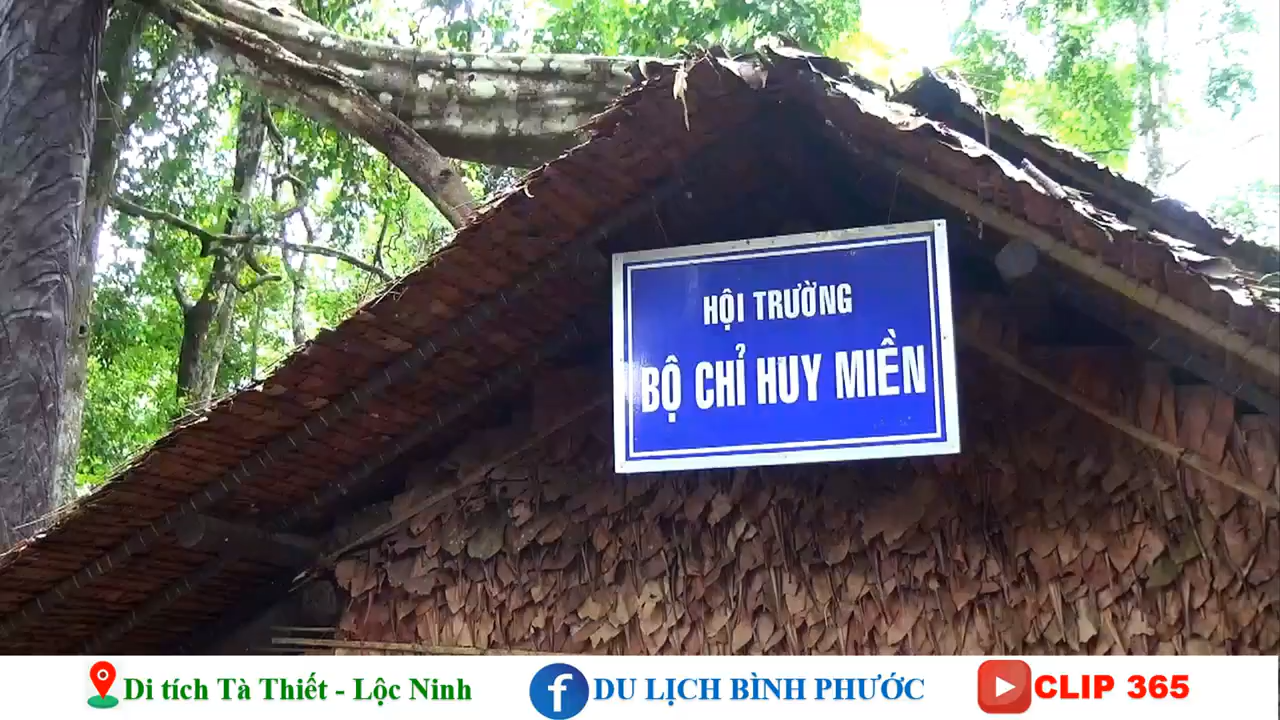 HỘI TRƯỜNG
BỘ CHỈ HUY MIỀN
Di tích Tà Thiết - Lộc Ninh
DU LỊCH BÌNH PHƯỚC
CLIP 365